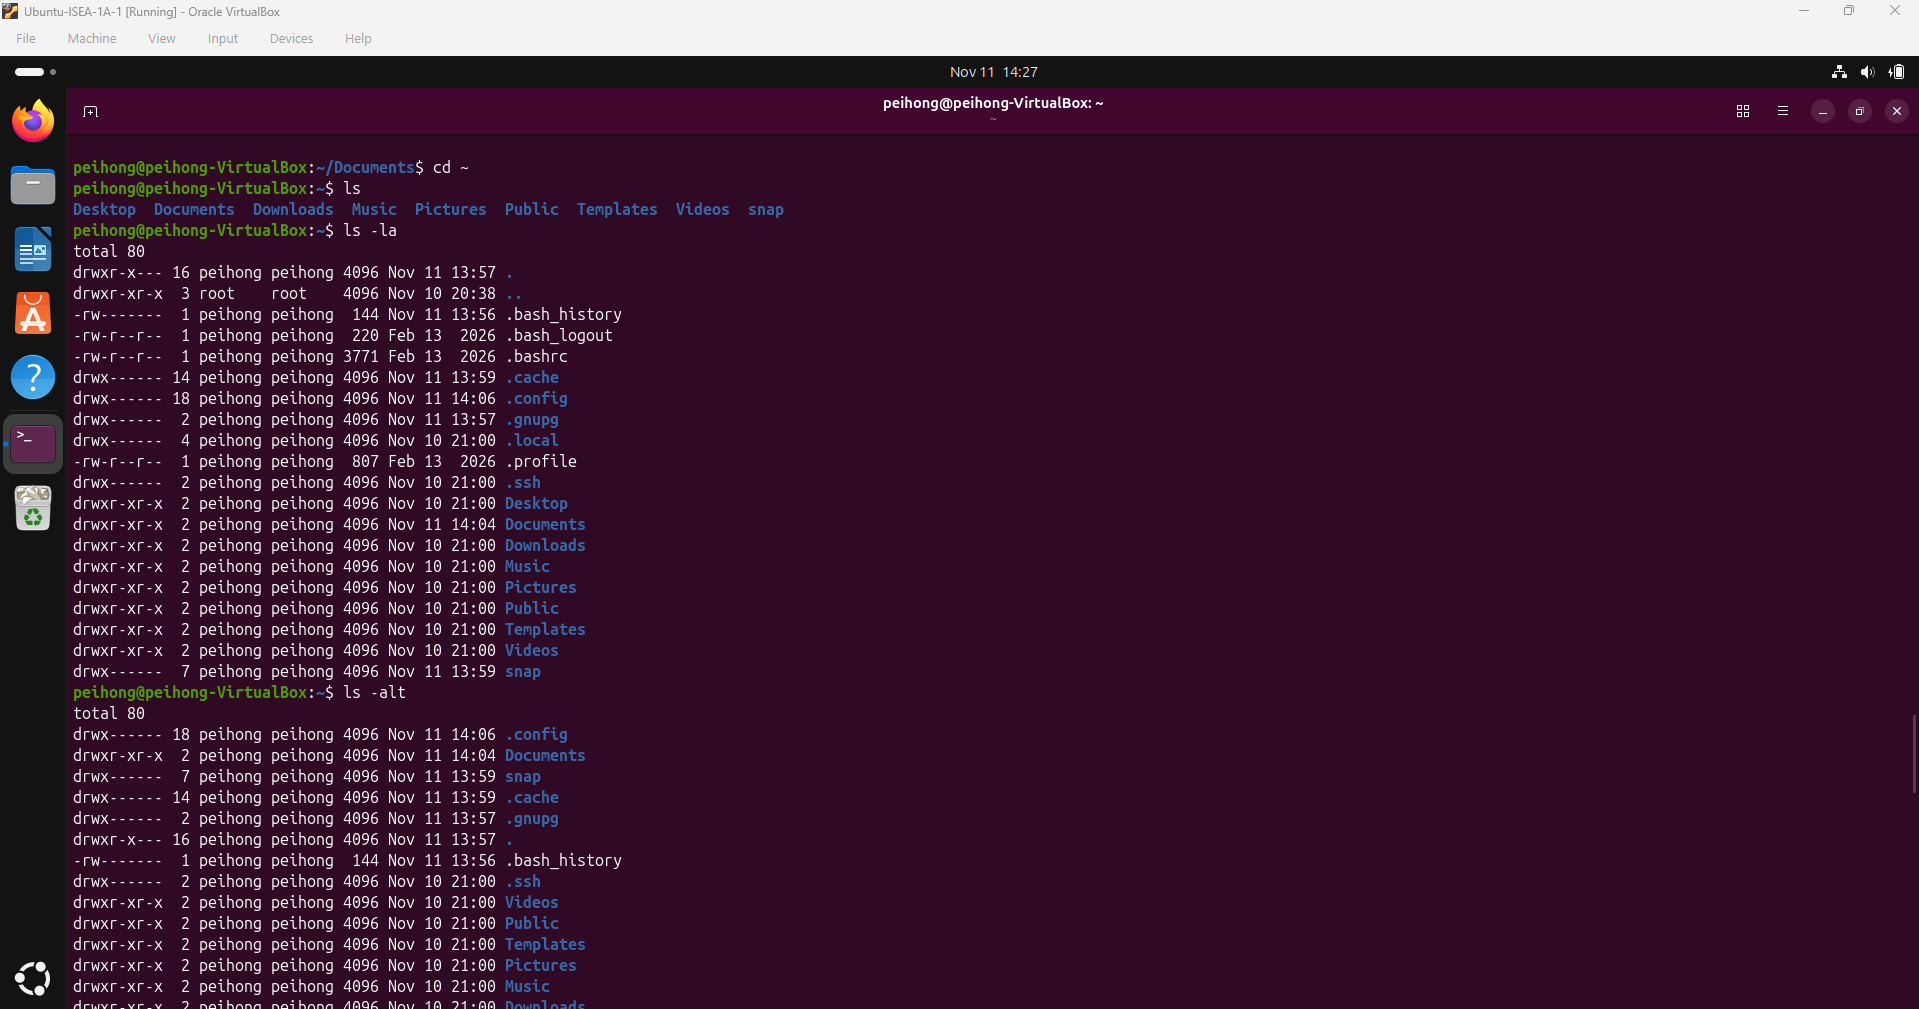 Ubuntu-ISEA-1A-1 [Running] - Oracle VirtualBox
File Machine View Input Devices Help
Nov 11 14:27
peihong@peihong-VirtualBox: ~
~
peihong@peihong-VirtualBox:~/Documents$ cd ~
peihong@peihong-VirtualBox:~$ ls
Desktop  Documents  Downloads  Music  Pictures  Public  Templates  Videos  snap
peihong@peihong-VirtualBox:~$ ls -la
total 80
drwxr-x--- 16 peihong peihong 4096 Nov 11 13:57 .
drwxr-xr-x  3 root    root    4096 Nov 10 20:38 ..
-rw-------  1 peihong peihong  144 Nov 11 13:56 .bash_history
-rw-r--r--  1 peihong peihong  220 Feb 13  2026 .bash_logout
-rw-r--r--  1 peihong peihong 3771 Feb 13  2026 .bashrc
drwx------ 14 peihong peihong 4096 Nov 11 13:59 .cache
drwx------ 18 peihong peihong 4096 Nov 11 14:06 .config
drwx------  2 peihong peihong 4096 Nov 11 13:57 .gnupg
drwx------  4 peihong peihong 4096 Nov 10 21:00 .local
-rw-r--r--  1 peihong peihong  807 Feb 13  2026 .profile
drwx------  2 peihong peihong 4096 Nov 10 21:00 .ssh
drwxr-xr-x  2 peihong peihong 4096 Nov 10 21:00 Desktop
drwxr-xr-x  2 peihong peihong 4096 Nov 11 14:04 Documents
drwxr-xr-x  2 peihong peihong 4096 Nov 10 21:00 Downloads
drwxr-xr-x  2 peihong peihong 4096 Nov 10 21:00 Music
drwxr-xr-x  2 peihong peihong 4096 Nov 10 21:00 Pictures
drwxr-xr-x  2 peihong peihong 4096 Nov 10 21:00 Public
drwxr-xr-x  2 peihong peihong 4096 Nov 10 21:00 Templates
drwxr-xr-x  2 peihong peihong 4096 Nov 10 21:00 Videos
drwx------  7 peihong peihong 4096 Nov 11 13:59 snap
peihong@peihong-VirtualBox:~$ ls -alt
total 80
drwx------ 18 peihong peihong 4096 Nov 11 14:06 .config
drwxr-xr-x  2 peihong peihong 4096 Nov 11 14:04 Documents
drwx------  7 peihong peihong 4096 Nov 11 13:59 snap
drwx------ 14 peihong peihong 4096 Nov 11 13:59 .cache
drwx------  2 peihong peihong 4096 Nov 11 13:57 .gnupg
drwxr-x--- 16 peihong peihong 4096 Nov 11 13:57 .
-rw-------  1 peihong peihong  144 Nov 11 13:56 .bash_history
drwx------  2 peihong peihong 4096 Nov 10 21:00 .ssh
drwxr-xr-x  2 peihong peihong 4096 Nov 10 21:00 Videos
drwxr-xr-x  2 peihong peihong 4096 Nov 10 21:00 Public
drwxr-xr-x  2 peihong peihong 4096 Nov 10 21:00 Templates
drwxr-xr-x  2 peihong peihong 4096 Nov 10 21:00 Pictures
drwxr-xr-x  2 peihong peihong 4096 Nov 10 21:00 Music
drwxr-xr-x  2 peihong peihong 4096 Nov 10 21:00 Downloads